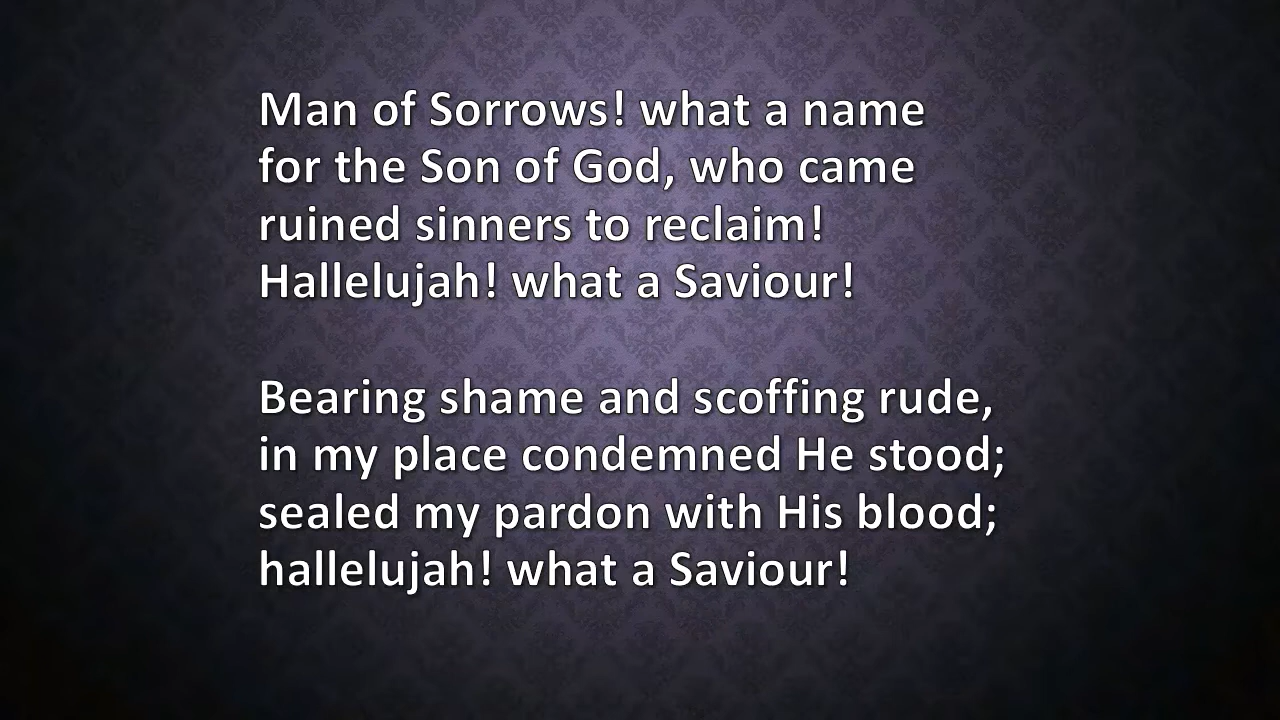 Man of Sorrows! what a name
for the Son of God, who came
ruined sinners to reclaim!
Hallelujah! what a Saviour!
Bearing shame and scoffing rude,
in my place condemned He stood;
sealed my pardon with His blood;
hallelujah! what a Saviour!